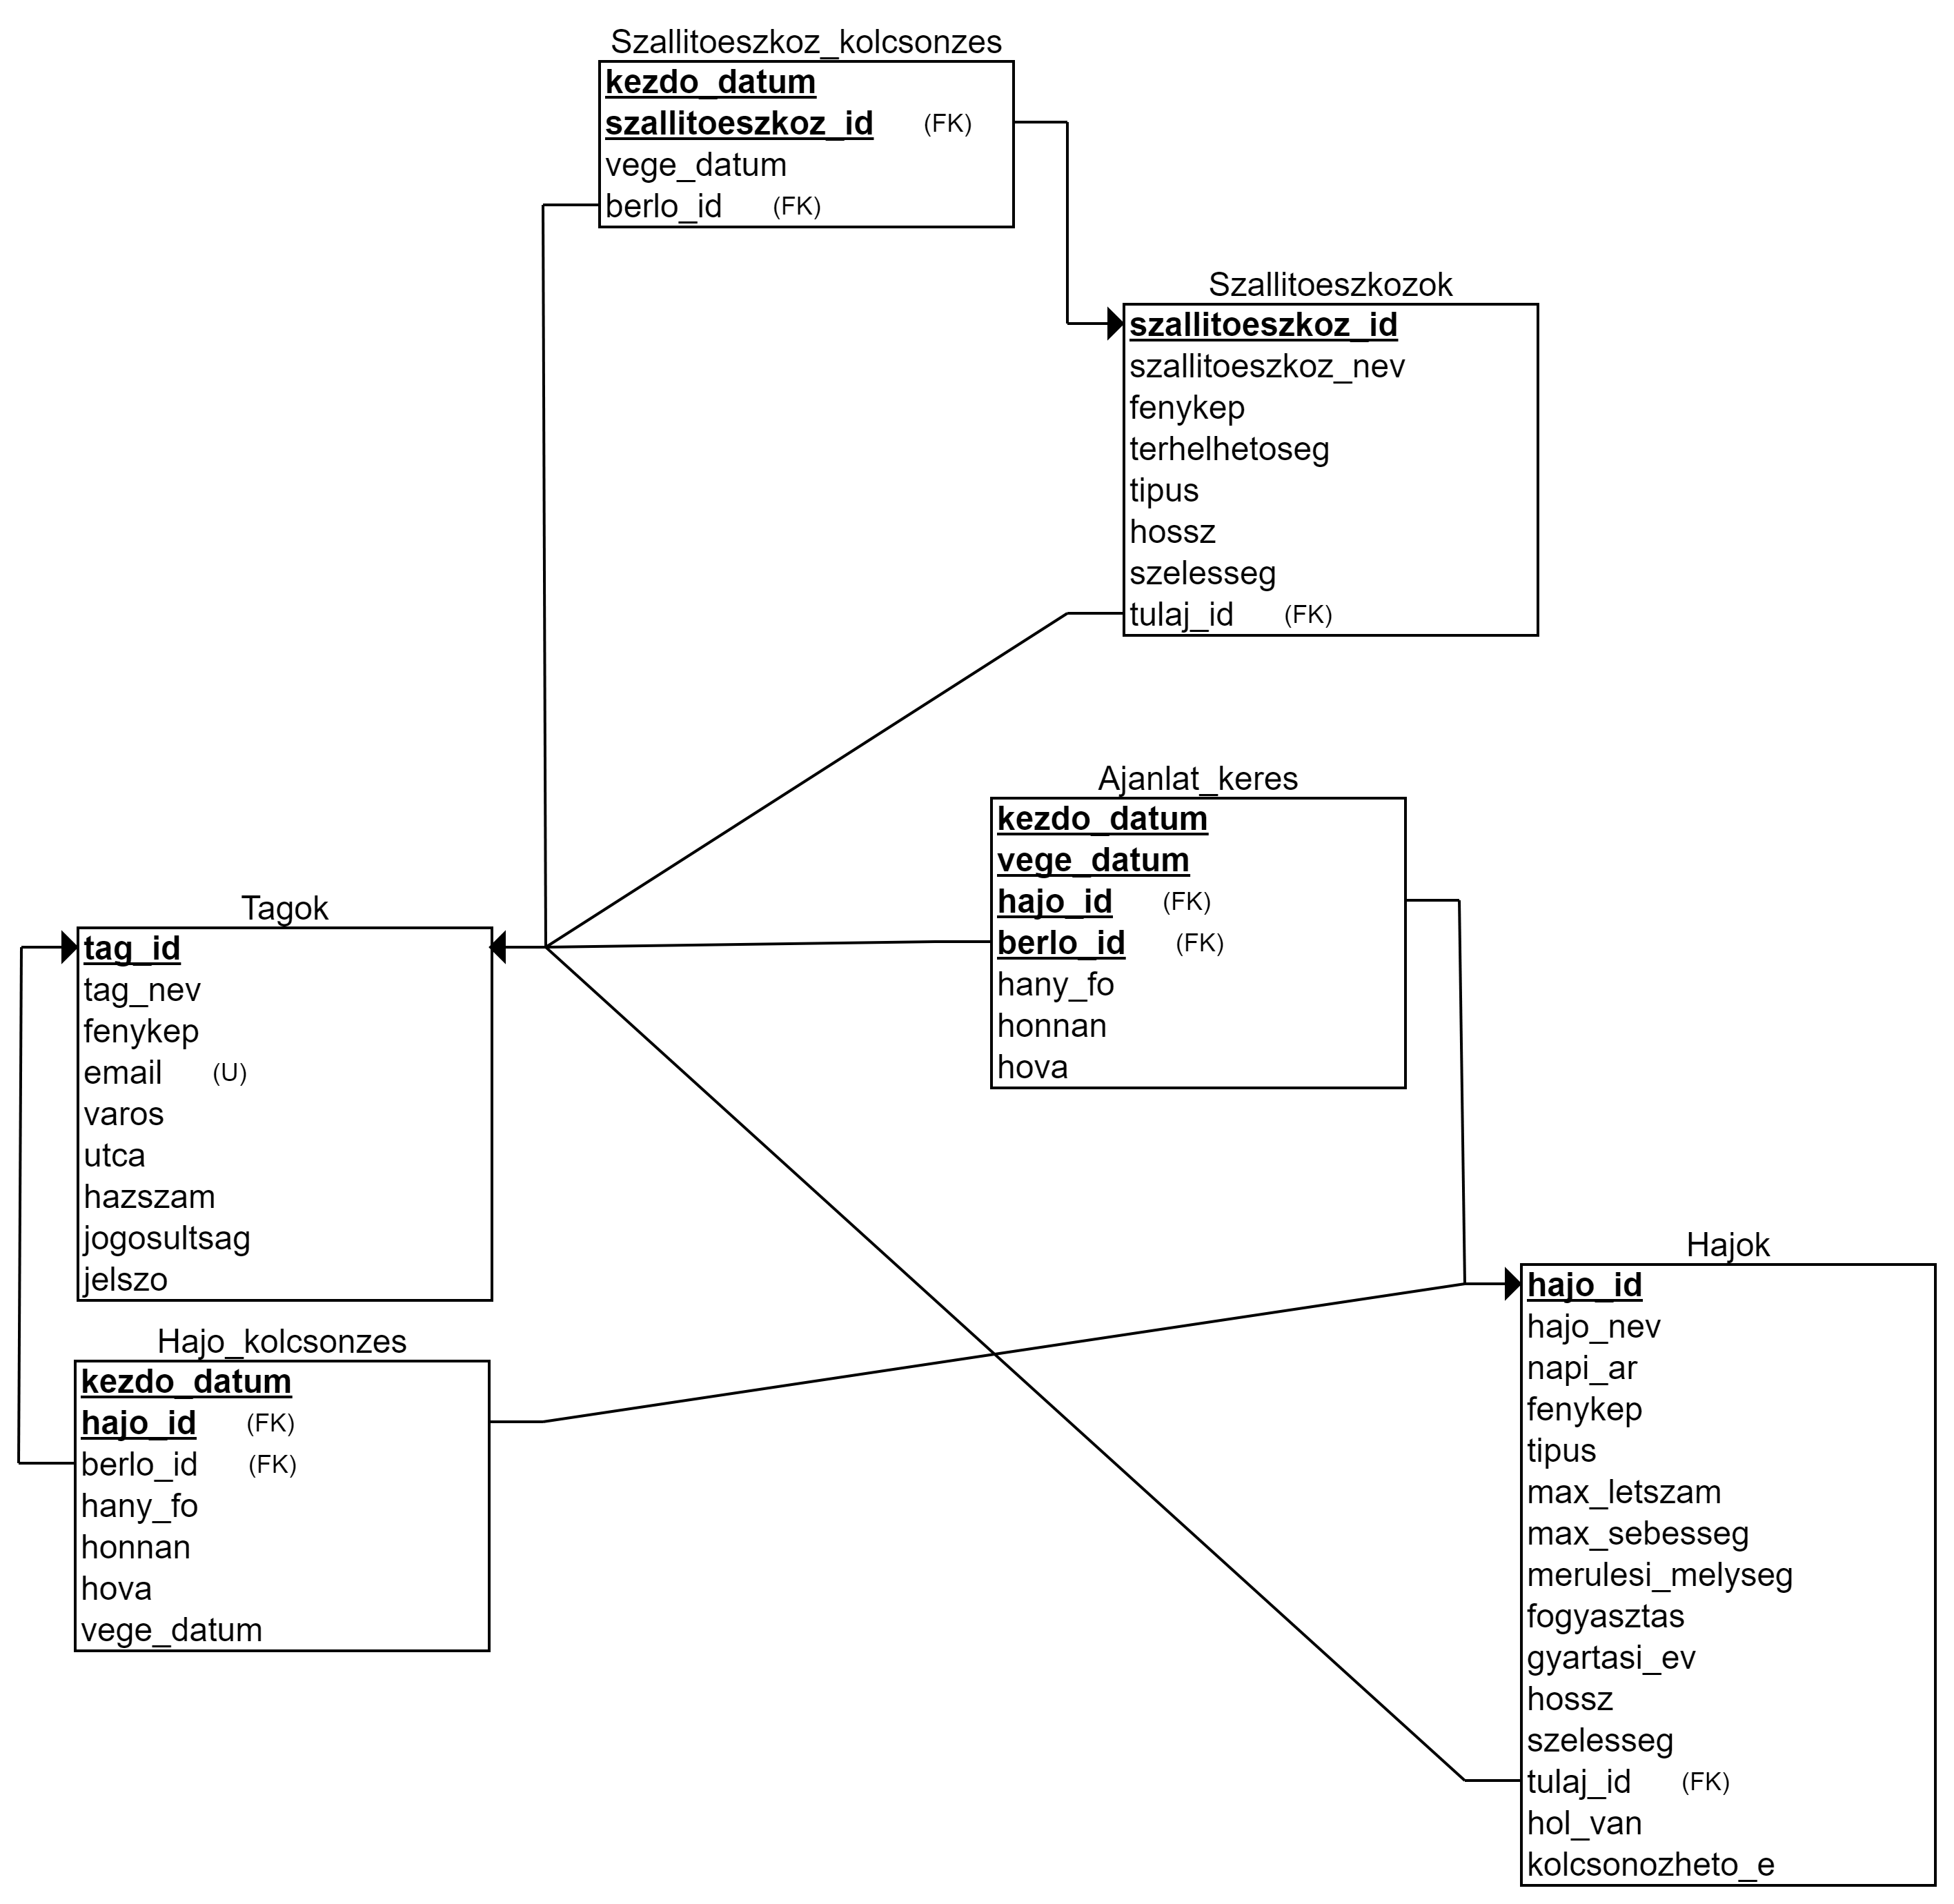 Szallitoeszkoz_kolcsonzes
kezdo_datum
szallitoeszkoz_id (FK)
vege_datum
berlo_id (FK)
Szallitoeszkozok
szallitoeszkoz_id
szallitoeszkoz_nev
fenykep
terhelhetoseg
tipus
hossz
szelesseg
tulaj_id (FK)
Ajanlat_keres
kezdo_datum
vege_datum
hajo_id (FK)
berlo_id (FK)
hany_fo
honnan
hova
Tagok
tag_id
tag_nev
fenykep
email (U)
varos
utca
hazszam
jogosultsag
jelszo
Hajo_kolcsonzes
kezdo_datum
hajo_id (FK)
berlo_id (FK)
hany_fo
honnan
hova
vege_datum
Hajok
hajo_id
hajo_nev
napi_ar
fenykep
tipus
max_letszam
max_sebesseg
merulesi_melyseg
fogyasztas
gyartasi_ev
hossz
szelesseg
tulaj_id (FK)
hol_van
kolcsonozheto_e